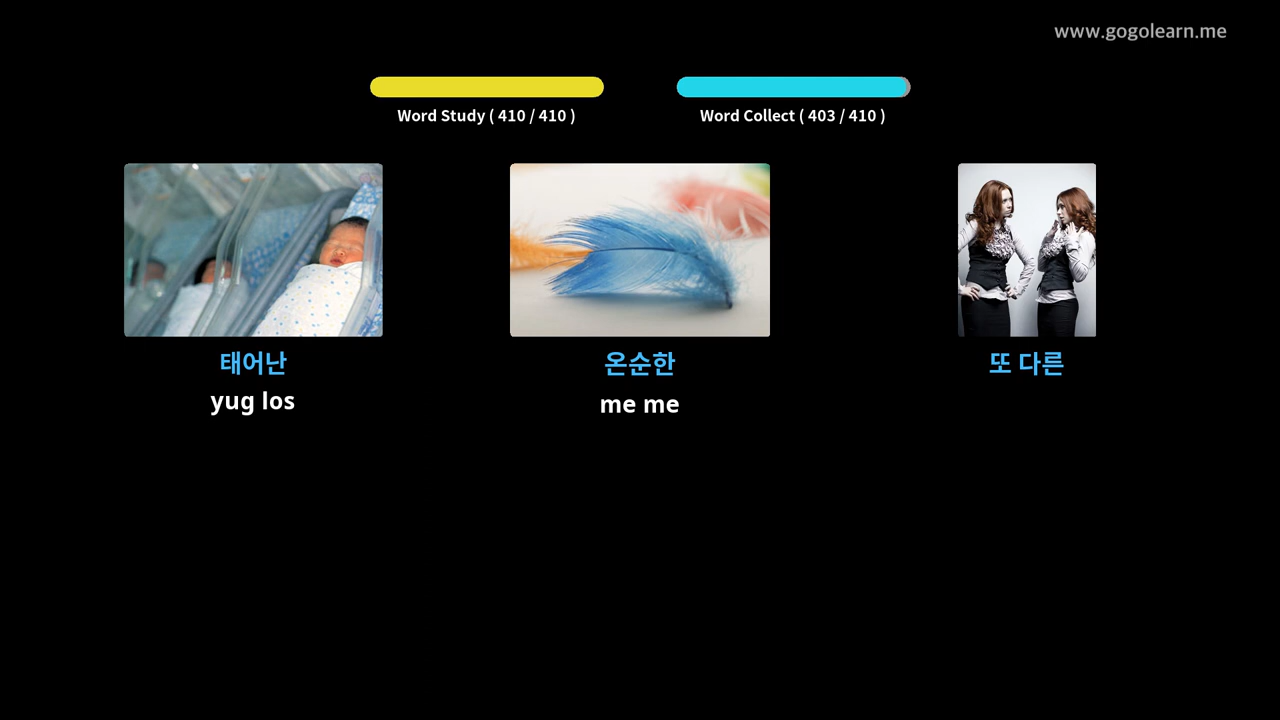 www.gogolearn.me
Word Study ( 410 / 410 )
Word Collect ( 403 / 410 )
태어난
yug los
온순한
me me
또 다른